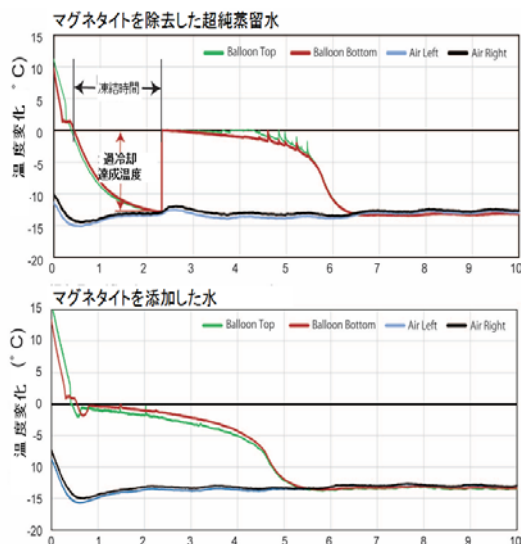 マグネタイトを除去した超純蒸留水
Balloon Top Balloon Bottom Air Left Air Right
凍結時間
過冷却
達成温度
温度変化 (°C)
15
10
5
0
-5
-10
-15
-20
0 1 2 3 4 5 6 7 8 9 10
マグネタイトを添加した水
Balloon Top Balloon Bottom Air Left Air Right
温度変化 (°C)
15
10
5
0
-5
-10
-15
-20
0 1 2 3 4 5 6 7 8 9 10